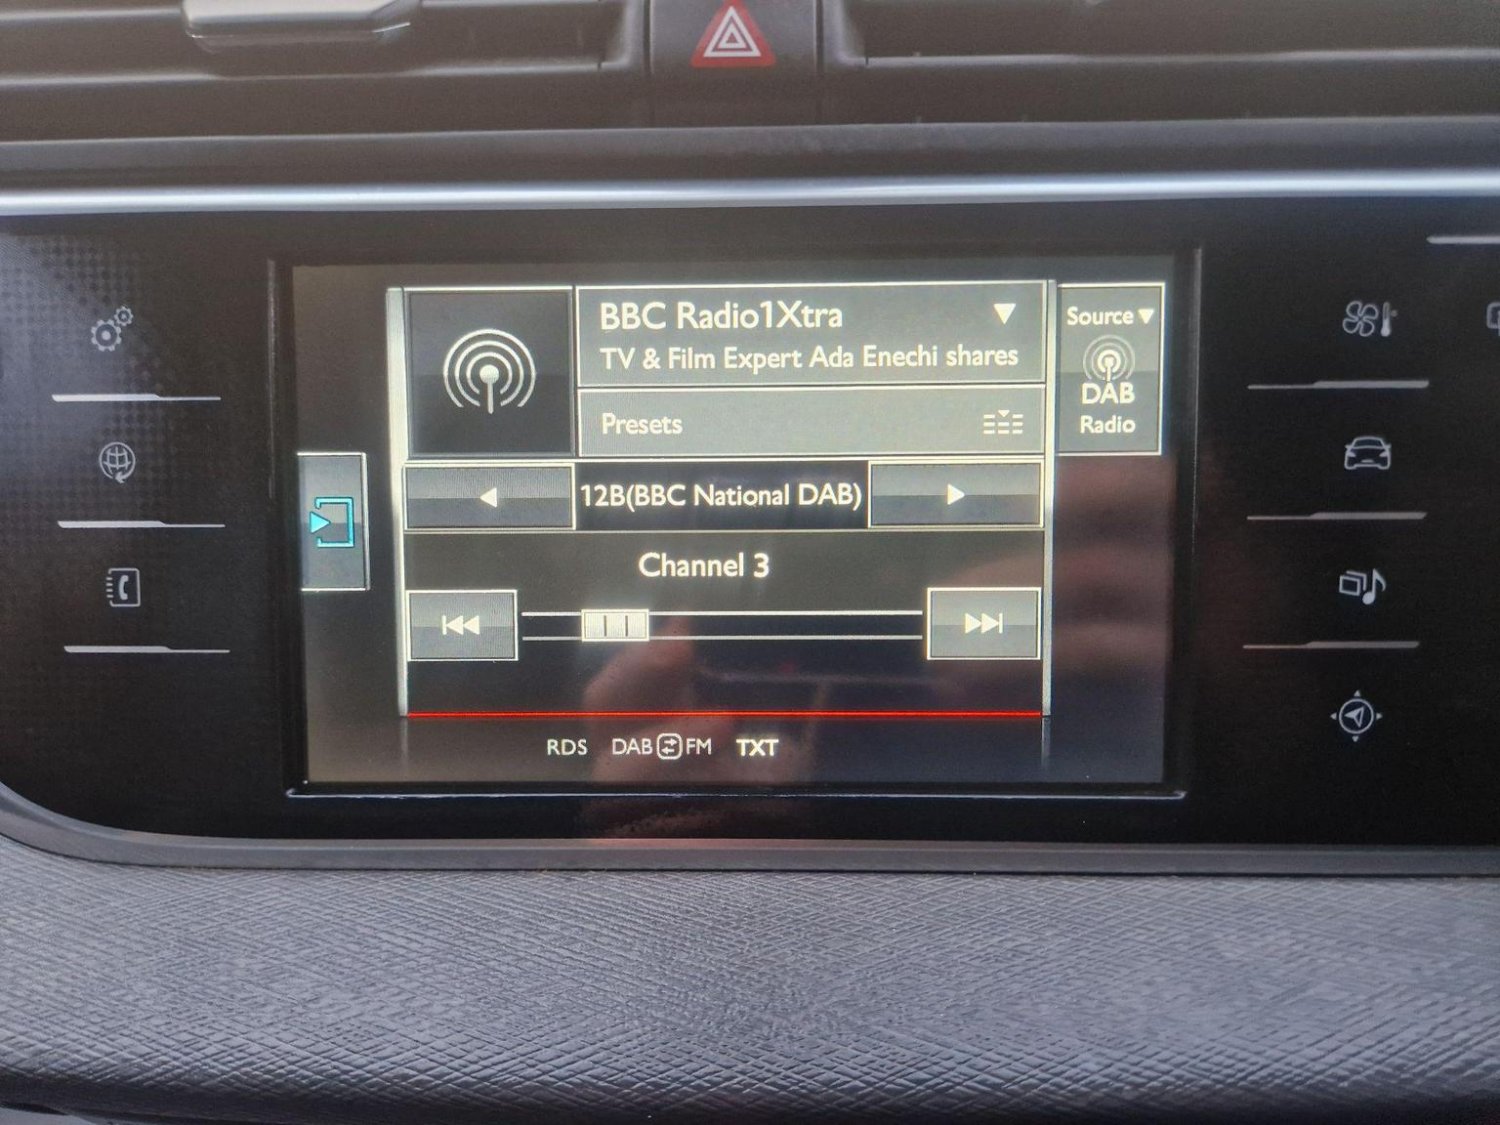 BBC Radio1Xtra
TV & Film Expert Ada Enechi shares
Source
DAB
Radio
Presets
12B(BBC National DAB)
Channel 3
RDS DAB FM TXT